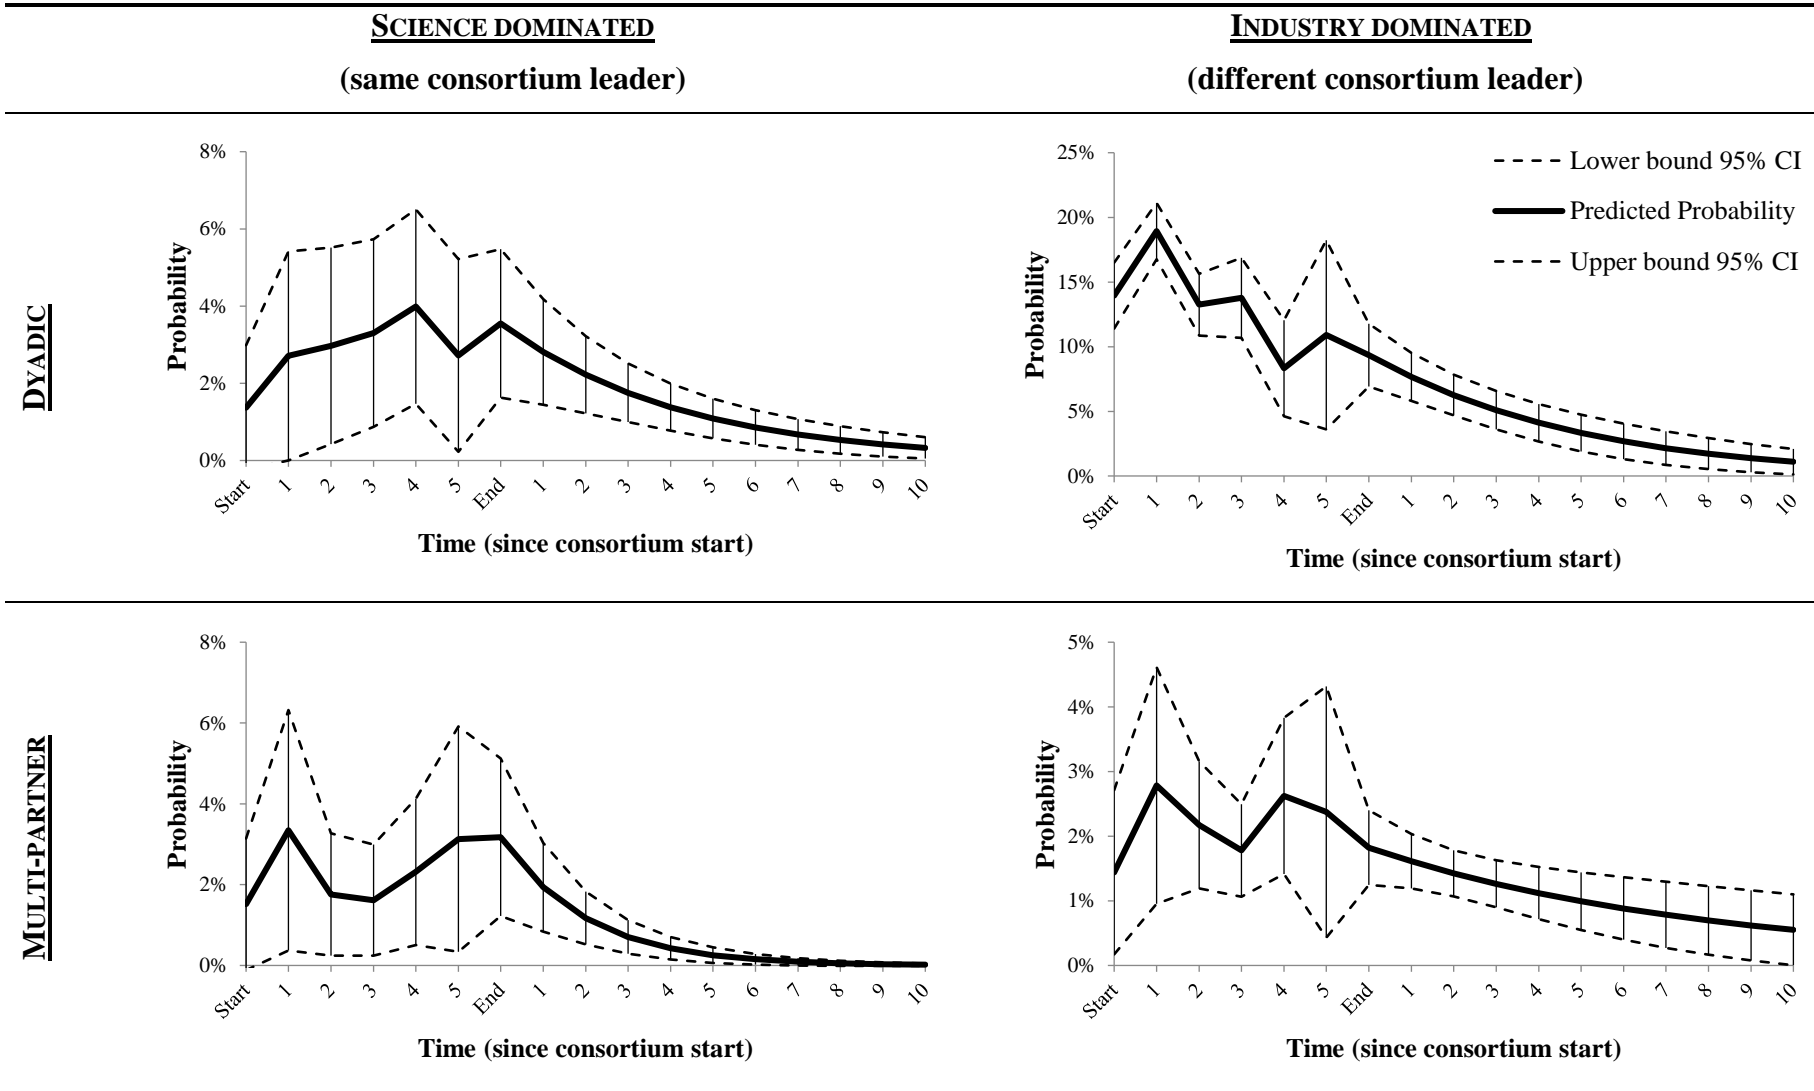 SCIENCE DOMINATED
(same consortium leader)
INDUSTRY DOMINATED
(different consortium leader)
DYADIC
8%
6%
4%
2%
0%
Probability
Start 1 2 3 4 5 End 1 2 3 4 5 6 7 8 9 10
Time (since consortium start)
25%
20%
15%
10%
5%
0%
Probability
Lower bound 95% CI
Predicted Probability
Upper bound 95% CI
Start 1 2 3 4 5 End 1 2 3 4 5 6 7 8 9 10
Time (since consortium start)
MULTI-PARTNER
8%
6%
4%
2%
0%
Probability
Start 1 2 3 4 5 End 1 2 3 4 5 6 7 8 9 10
Time (since consortium start)
5%
4%
3%
2%
1%
0%
Probability
Start 1 2 3 4 5 End 1 2 3 4 5 6 7 8 9 10
Time (since consortium start)